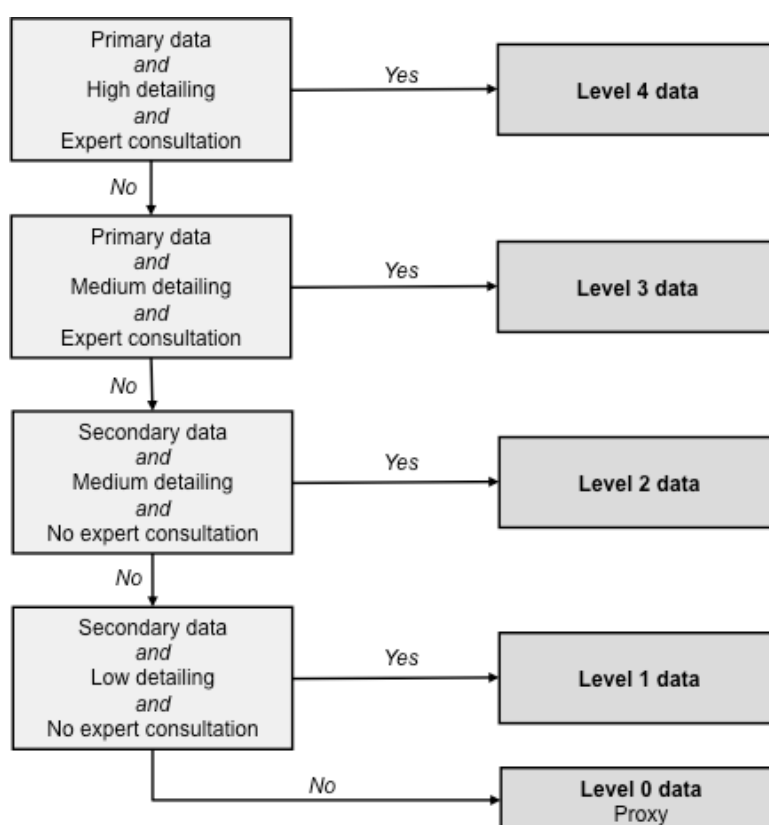 Primary data
and
High detailing
and
Expert consultation
Yes
Level 4 data
No
Primary data
and
Medium detailing
and
Expert consultation
Yes
Level 3 data
No
Secondary data
and
Medium detailing
and
No expert consultation
Yes
Level 2 data
No
Secondary data
and
Low detailing
and
No expert consultation
Yes
Level 1 data
No
Level 0 data
Proxy